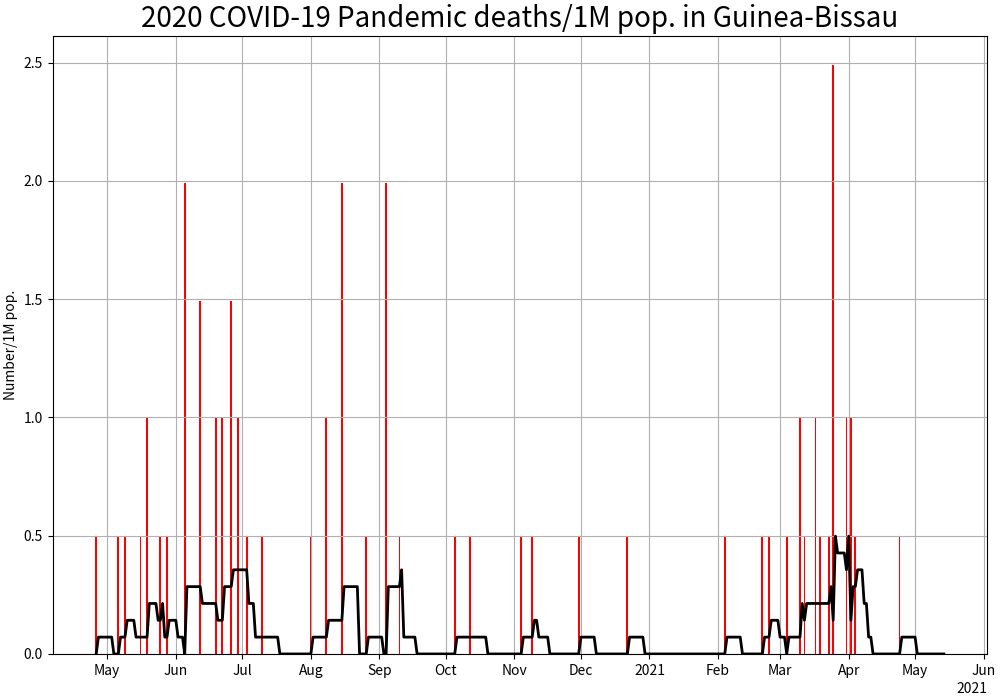 2020 COVID-19 Pandemic deaths/1M pop. in Guinea-Bissau
Number/1M pop.
2.5
2.0
1.5
1.0
0.5
0.0
May Jun Jul Aug Sep Oct Nov Dec 2021 Feb Mar Apr May Jun
2021